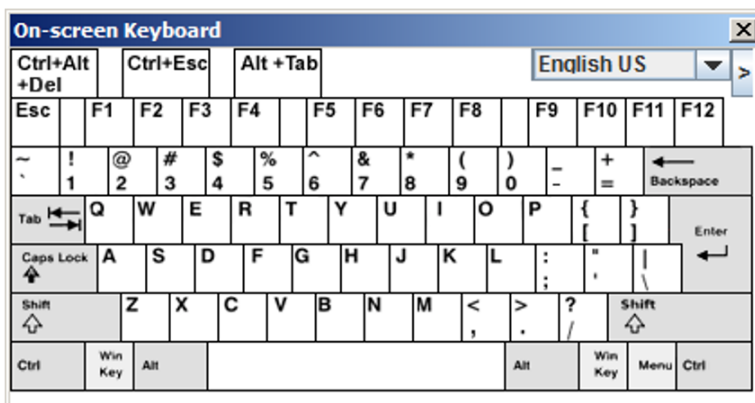 On-screen Keyboard
Ctrl+Alt +Del Ctrl+Esc Alt +Tab English US >
Esc F1 F2 F3 F4 F5 F6 F7 F8 F9 F10 F11 F12
~ ! @ # $ % ^ & * ( ) _ +
` 1 2 3 4 5 6 7 8 9 0 - = Backspace
Tab Q W E R T Y U I O P { }
[ ] Enter
Caps Lock A S D F G H J K L : " |
; ' \
Shift Z X C V B N M < > ? Shift
, . /
Ctrl Win Key Alt Alt Win Key Menu Ctrl